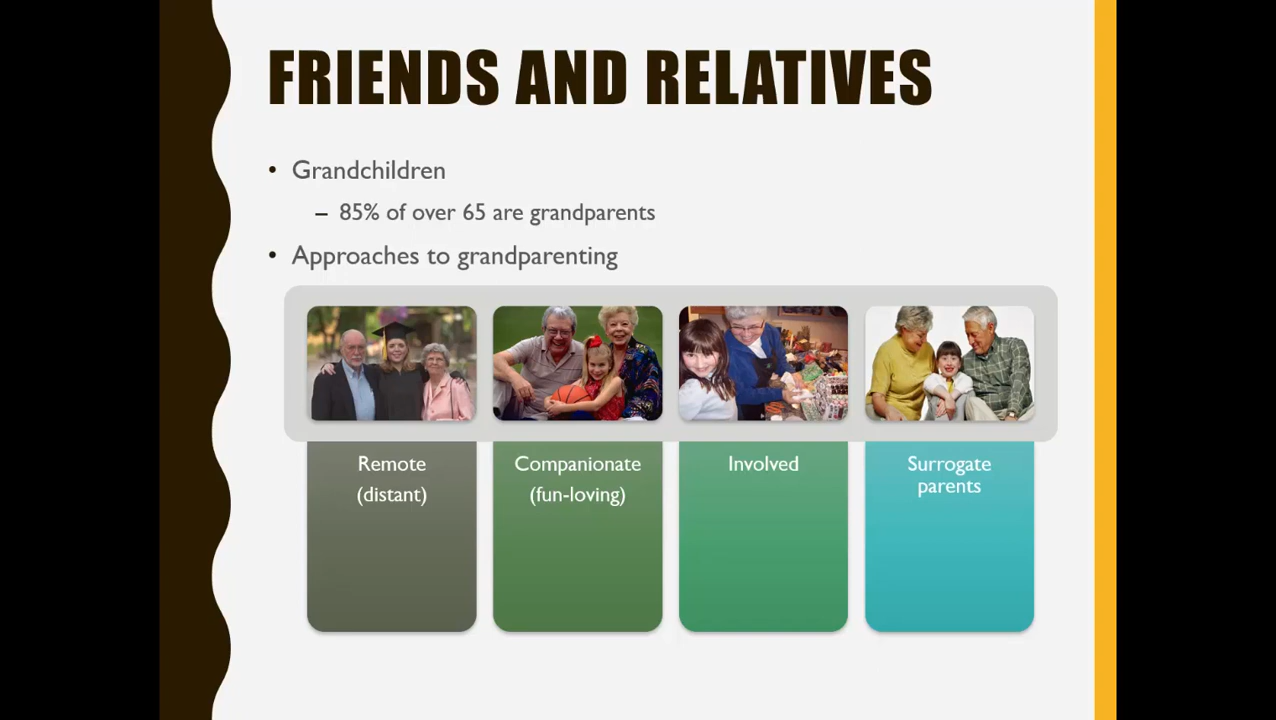 FRIENDS AND RELATIVES
• Grandchildren
– 85% of over 65 are grandparents
• Approaches to grandparenting
Remote
(distant)
Companionate
(fun-loving)
Involved
Surrogate
parents